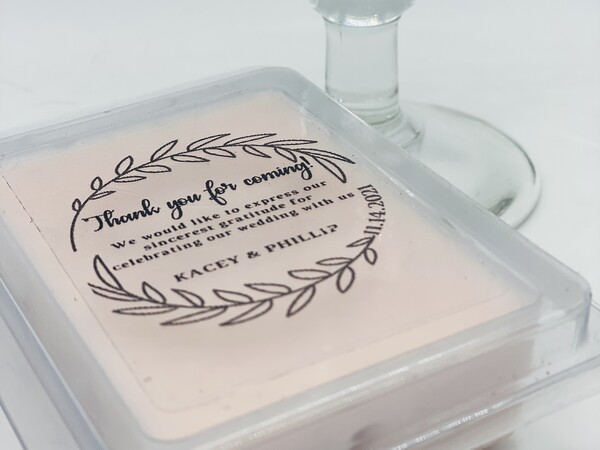 Thank you for coming!
We would like to express our
sincerest gratitude for
celebrating our wedding with us
KACEY & PHILLIP
11.14.2021